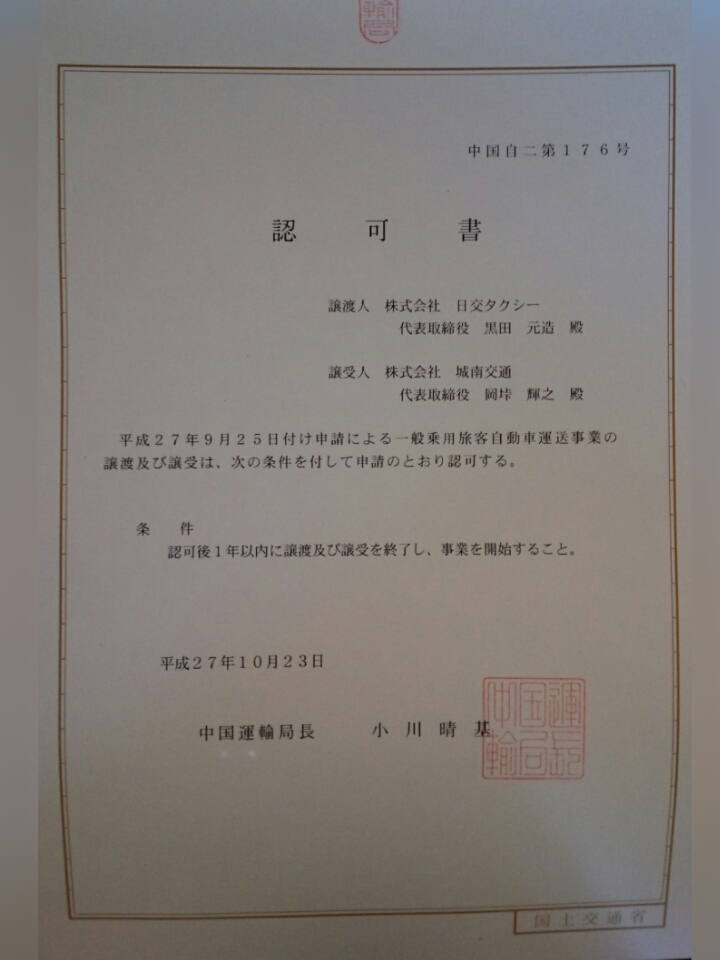 中国自二第１７６号
認可書
譲渡人　株式会社　日交タクシー
代表取締役　黒田　元造　殿
譲受人　株式会社　城南交通
代表取締役　岡垰　輝之　殿
平成２７年９月２５日付け申請による一般乗用旅客自動車運送事業の
譲渡及び譲受は、次の条件を付して申請のとおり認可する。
条　件
認可後１年以内に譲渡及び譲受を終了し、事業を開始すること。
平成２７年１０月２３日
中国運輸局長　小川晴基
中国運
輸局長
国土交通省